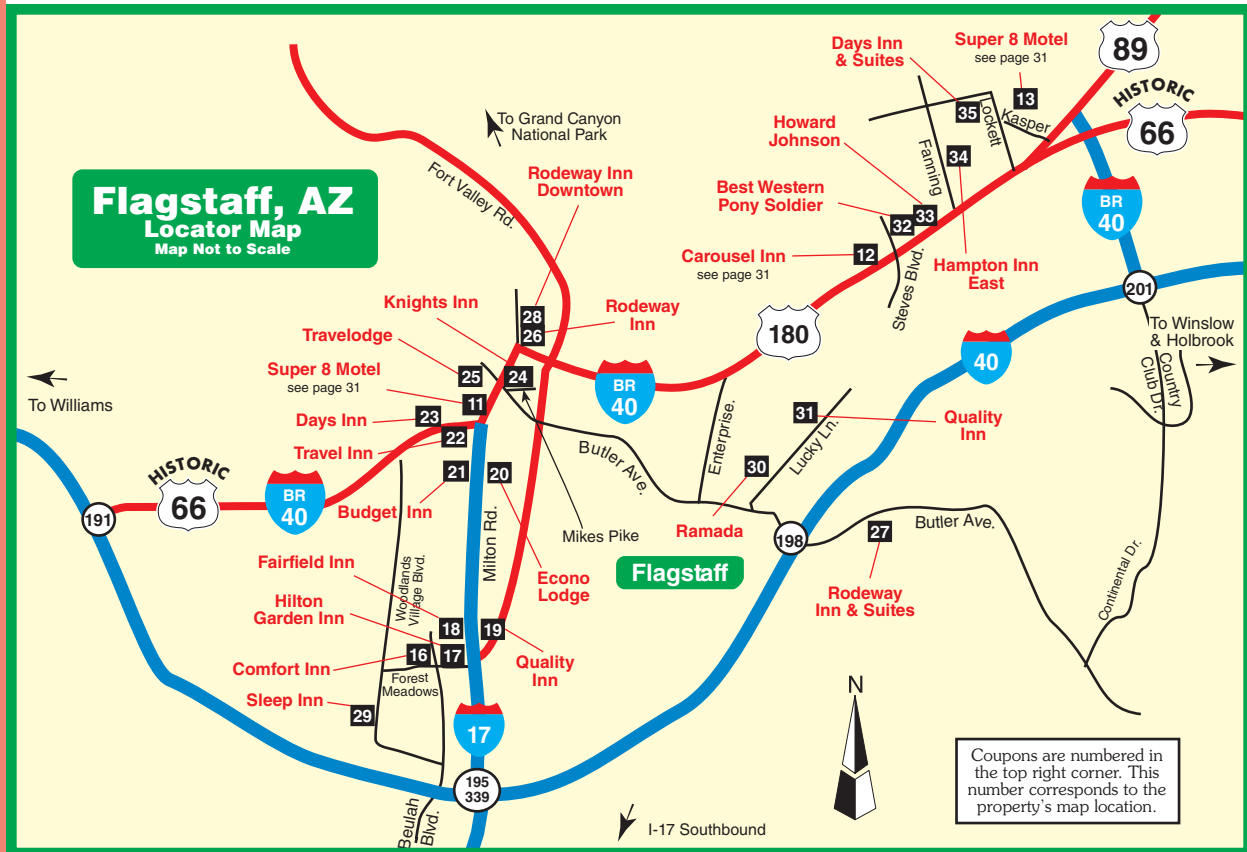 Flagstaff, AZ
Locator Map
Map Not to Scale
To Grand Canyon
National Park
Fort Valley Rd.
Rodeway Inn
Downtown
Days Inn
& Suites
Super 8 Motel
see page 31
89
HISTORIC
66
13
Kasper
35
Lockett
Howard
Johnson
Fanning
34
BR
40
Best Western
Pony Soldier
33
32
Carousel Inn
see page 31
12
Hampton Inn
East
Steves Blvd.
201
To Winslow
& Holbrook
Country
Club Dr.
Knights Inn
28
26
Rodeway
Inn
180
40
Travelodge
25
24
BR
40
Super 8 Motel
see page 31
11
To Williams
Days Inn
23
Travel Inn
22
Enterprise.
31
Quality
Inn
Lucky Ln.
Butler Ave.
30
Ramada
HISTORIC
66
191
BR
40
21
20
Budget Inn
Milton Rd.
Mikes Pike
198
27
Butler Ave.
Rodeway
Inn & Suites
Flagstaff
Fairfield Inn
Woodlands
Village Blvd.
Econo
Lodge
Hilton
Garden Inn
18
19
Continental Dr.
Comfort Inn
16
17
Quality
Inn
Forest
Meadows
Sleep Inn
29
17
N
195
339
Beulah
Blvd.
I-17 Southbound
Coupons are numbered in
the top right corner. This
number corresponds to the
property's map location.